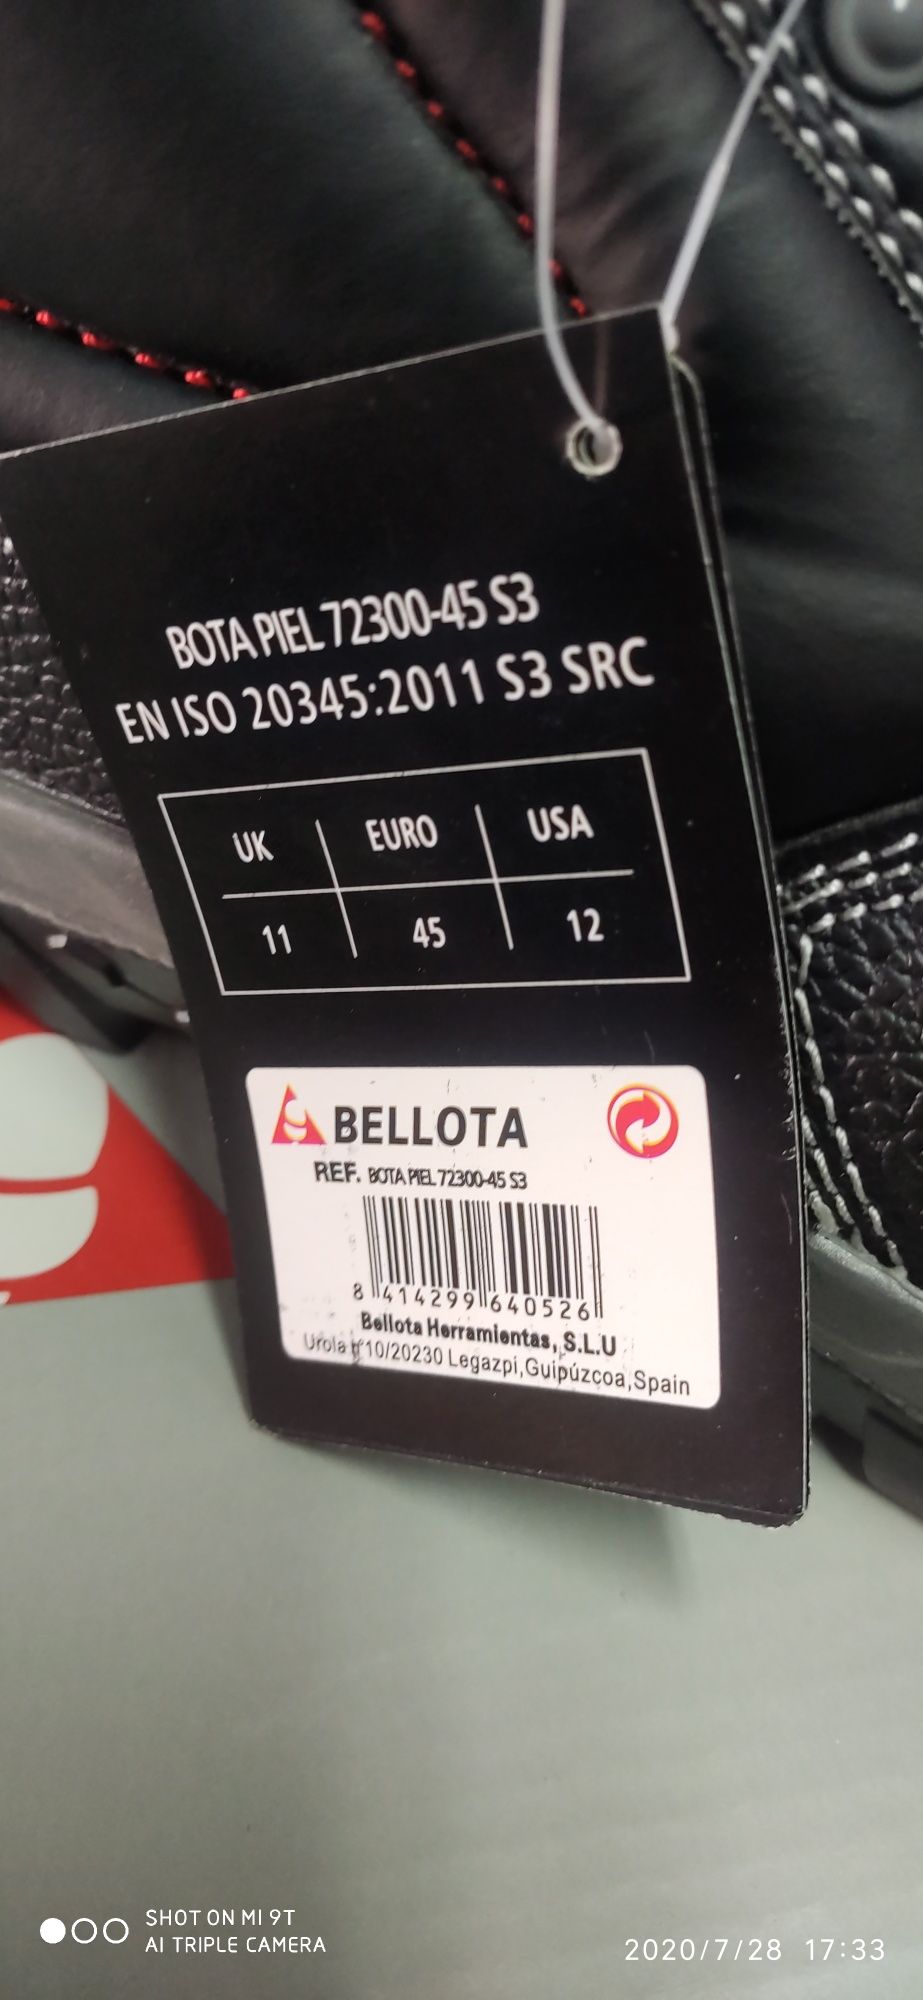 BOTA PIEL 72300-45 S3
EN ISO 20345:2011 S3 SRC
UK EURO USA
11 45 12
BELLOTA
REF. BOTA PIEL 72300-45 S3
8 414299 640526
Bellota Herramientas, S.L.U
Urola nº10/20230 Legazpi,Guipúzcoa,Spain
SHOT ON MI 9T
AI TRIPLE CAMERA
2020/7/28 17:33